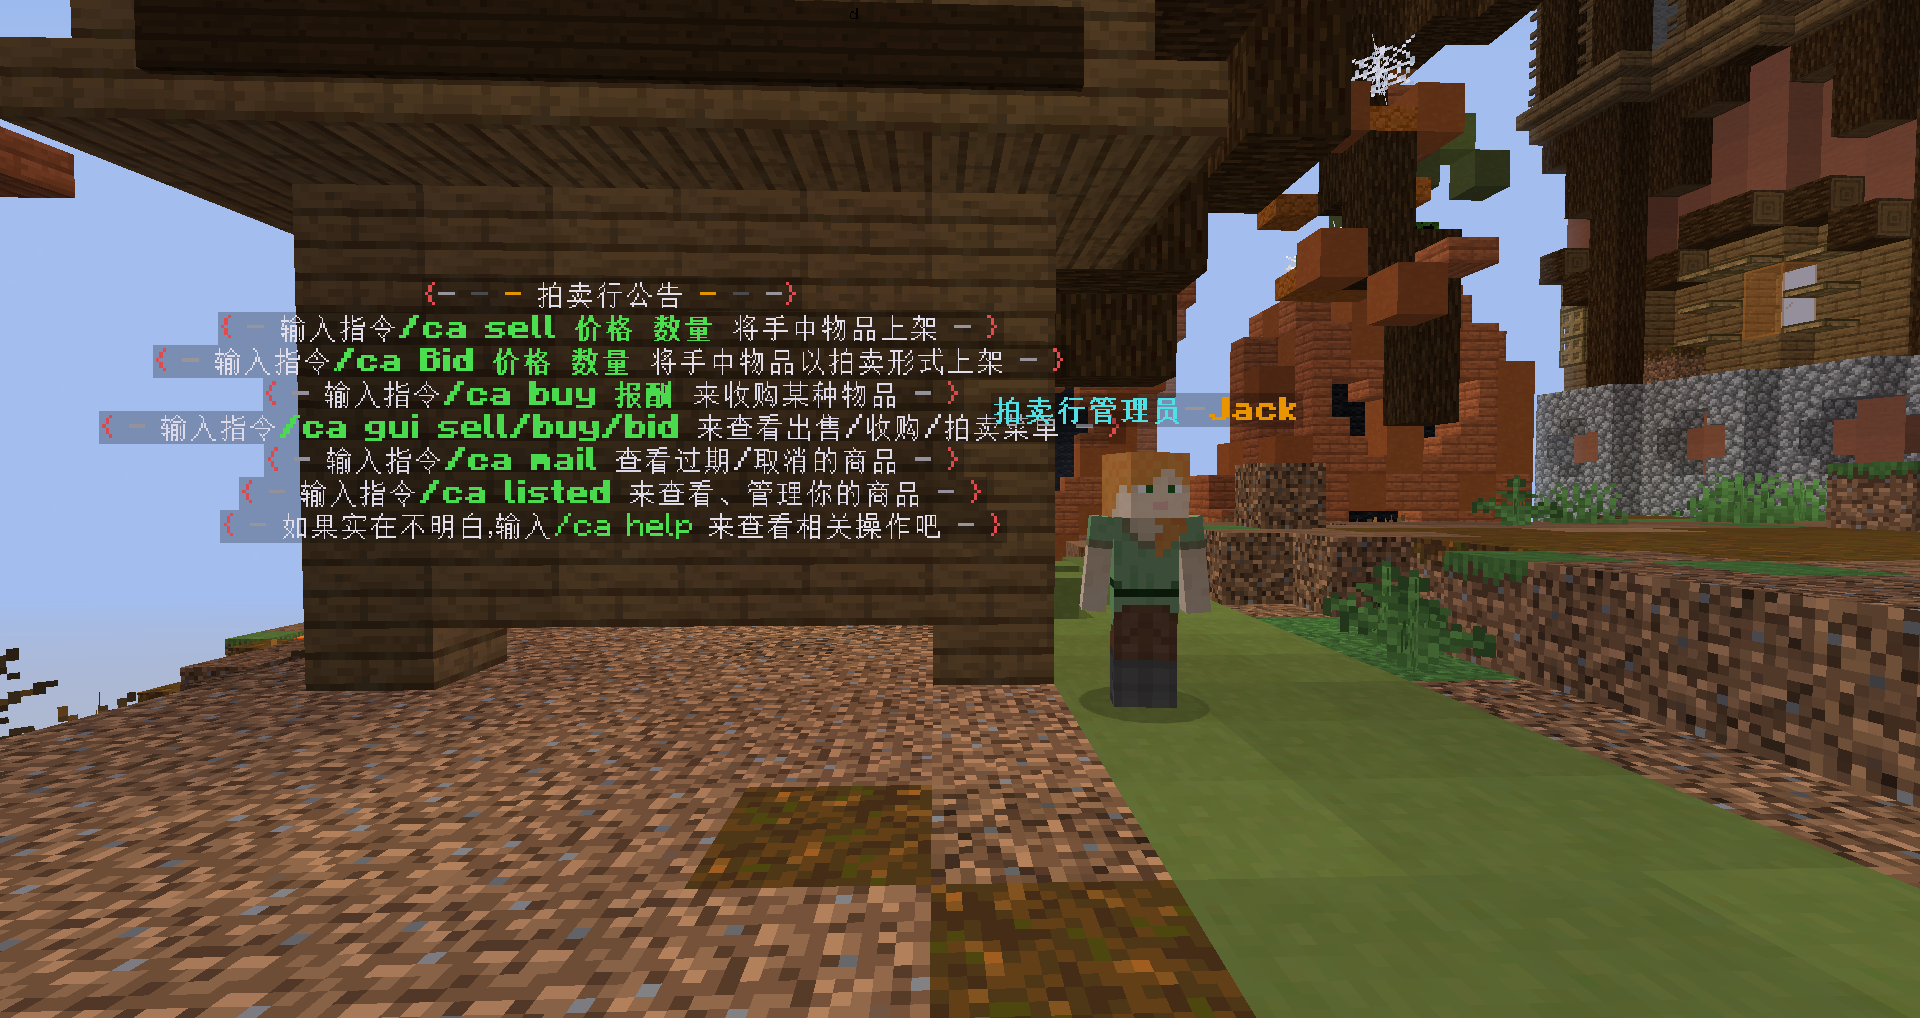 d
{- - - 拍卖行公告 - - -}
{ - 输入指令/ca sell 价格 数量 将手中物品上架 - }
{ - 输入指令/ca Bid 价格 数量 将手中物品以拍卖形式上架 - }
{ - 输入指令/ca buy 报酬 来收购某种物品 - }
拍卖行管理员-Jack
{ - 输入指令/ca gui sell/buy/bid 来查看出售/收购/拍卖菜单 - }
{ - 输入指令/ca mail 查看过期/取消的商品 - }
{ - 输入指令/ca listed 来查看、管理你的商品 - }
{ - 如果实在不明白,输入/ca help 来查看相关操作吧 - }